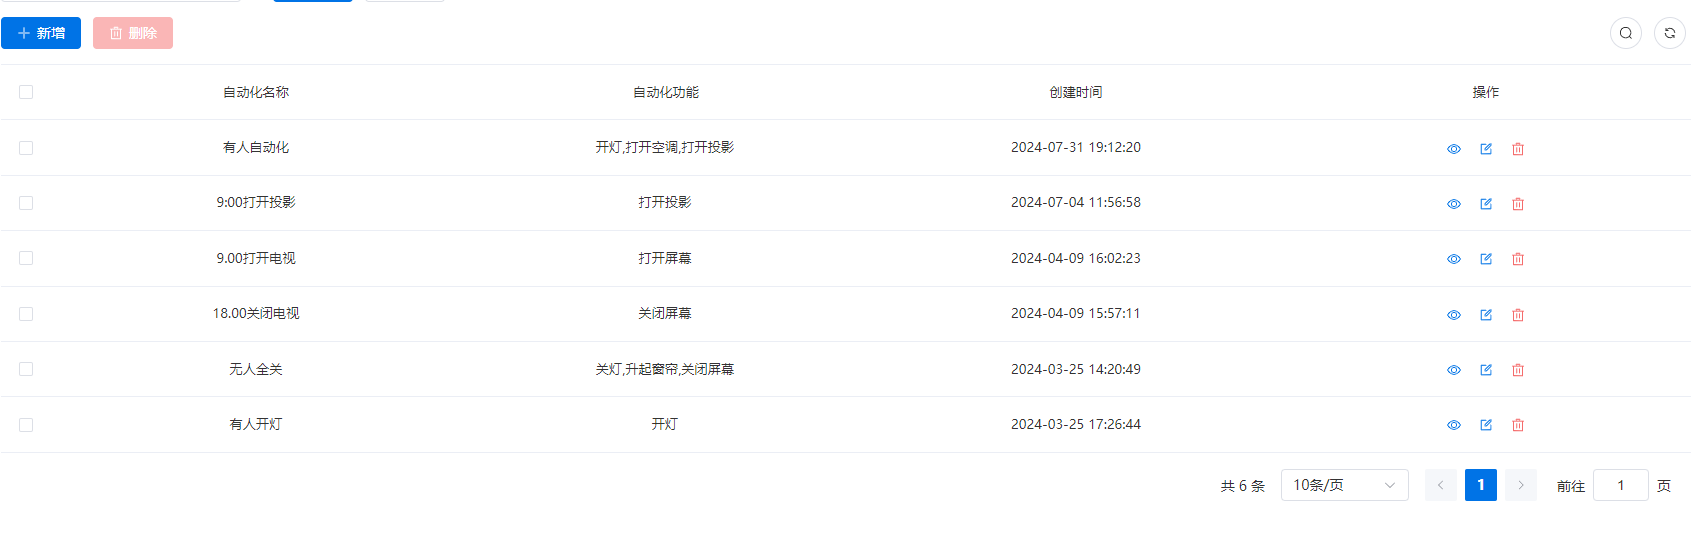 新增 删除
自动化名称 自动化功能 创建时间 操作
有人自动化 开灯,打开空调,打开投影 2024-07-31 19:12:20
9:00打开投影 打开投影 2024-07-04 11:56:58
9.00打开电视 打开屏幕 2024-04-09 16:02:23
18.00关闭电视 关闭屏幕 2024-04-09 15:57:11
无人全关 关灯,升起窗帘,关闭屏幕 2024-03-25 14:20:49
有人开灯 开灯 2024-03-25 17:26:44
共 6 条 10条/页 1 前往 1 页